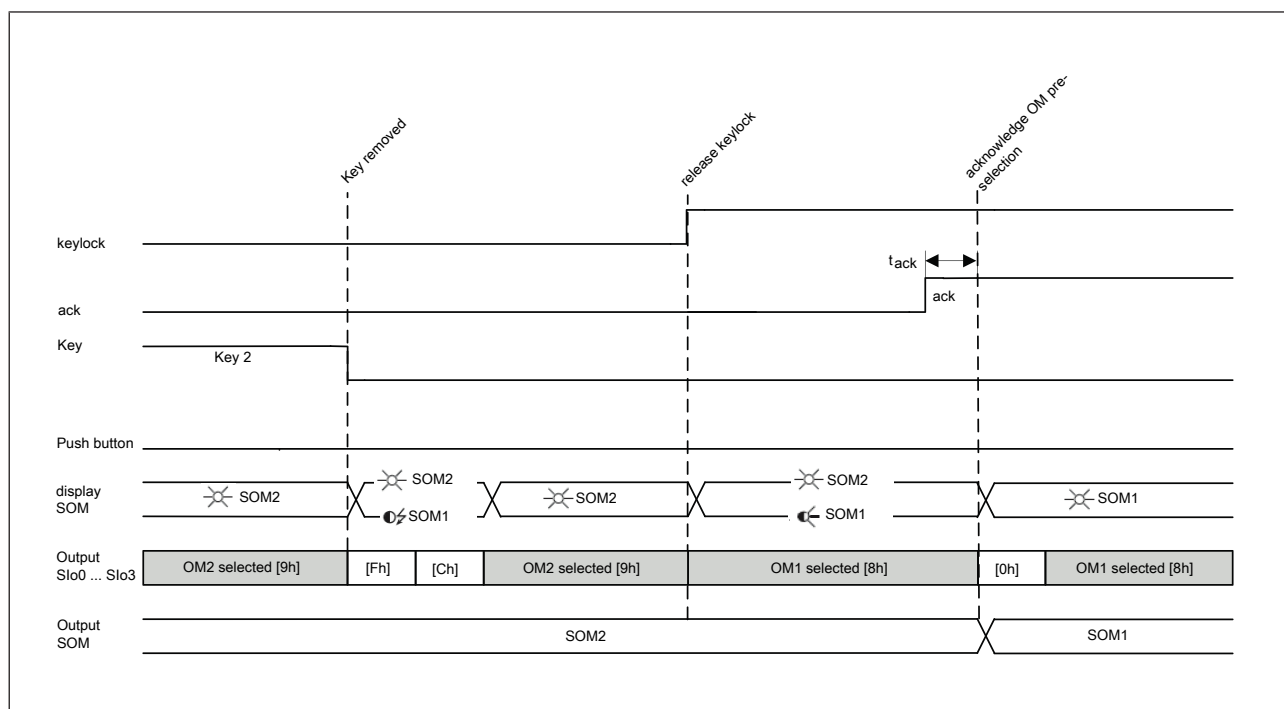 Key removed
release keylock
acknowledge OM pre-
selection
keylock
t ack
ack
ack
Key
Key 2
Push button
display
SOM
SOM2
SOM2
SOM1
SOM2
SOM2
SOM1
SOM1
Output
SIo0 ... SIo3
OM2 selected [9h]
[Fh]
[Ch]
OM2 selected [9h]
OM1 selected [8h]
[0h]
OM1 selected [8h]
Output
SOM
SOM2
SOM1